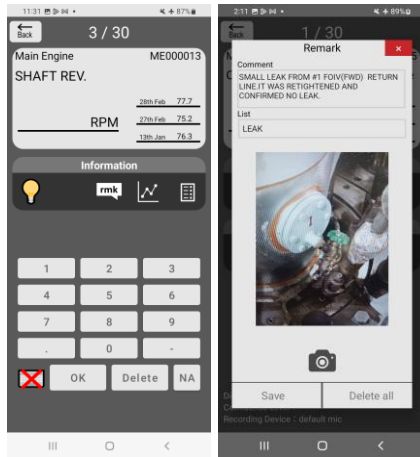 11:31
87%
Back
3 / 30
Main Engine
ME000013
SHAFT REV.
28th Feb 77.7
RPM
27th Feb 75.2
13th Jan 76.3
Information
rmk
1 2 3
4 5 6
7 8 9
. 0 -
OK Delete NA
2:11
89%
Back
1 / 30
Remark
×
Comment
SMALL LEAK FROM #1 FOIV(FWD) RETURN
LINE.IT WAS RETIGHTENED AND
CONFIRMED NO LEAK.
List
LEAK
Save
Delete all
Recording Device : default mic